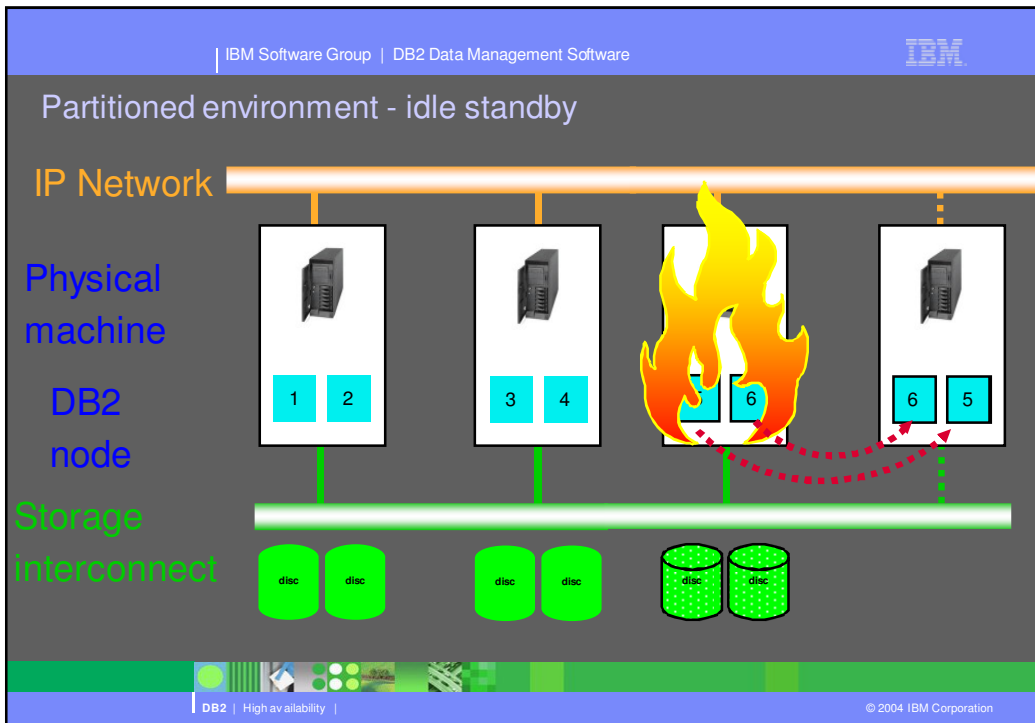 IBM Software Group | DB2 Data Management Software
IBM
Partitioned environment - idle standby
IP Network
Physical
machine
DB2
node
1 2
3 4
6
6 5
Storage
interconnect
disc disc
disc disc
disc disc
DB2 | High availability |
© 2004 IBM Corporation